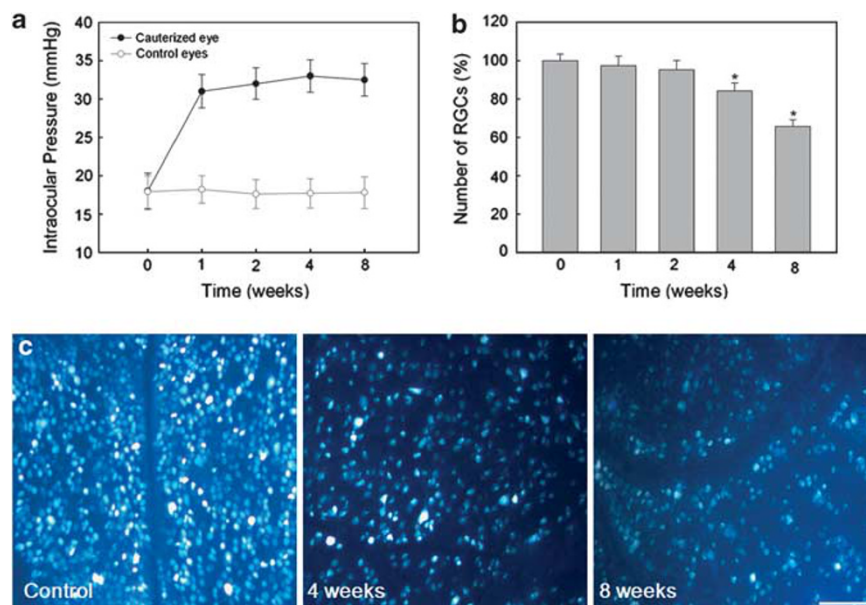 a
40
35
30
25
20
15
10
Intraocular Pressure (mmHg)
Cauterized eye
Control eyes
0 1 2 4 8
Time (weeks)
b
120
100
80
60
40
20
0
Number of RGCs (%)
* *
0 1 2 4 8
Time (weeks)
c
Control
4 weeks
8 weeks